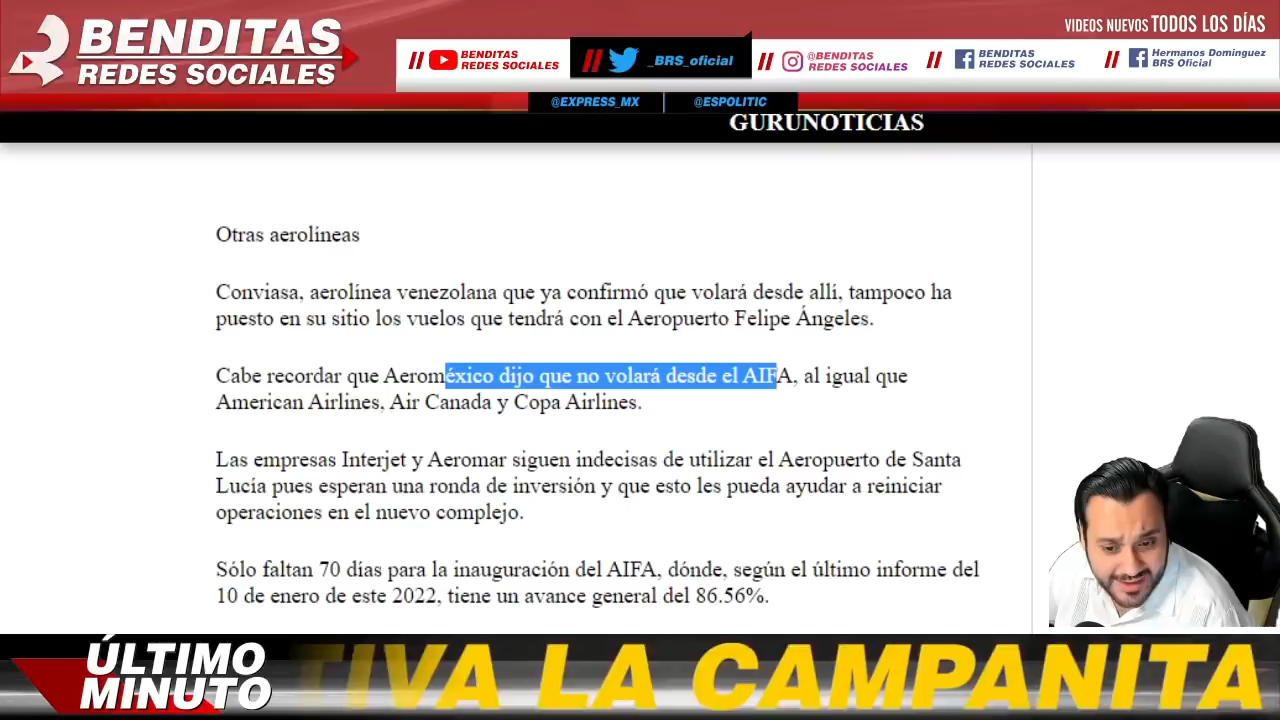 BENDITAS
REDES SOCIALES
VIDEOS NUEVOS TODOS LOS DÍAS
BENDITAS
REDES SOCIALES
_BRS_oficial
@BENDITAS
REDES SOCIALES
BENDITAS
REDES SOCIALES
Hermanos Dominguez
BRS Oficial
@EXPRESS_MX
@ESPOLITIC
GURUNOTICIAS
Otras aerolíneas
Conviasa, aerolínea venezolana que ya confirmó que volará desde allí, tampoco ha
puesto en su sitio los vuelos que tendrá con el Aeropuerto Felipe Ángeles.
Cabe recordar que Aeroméxico dijo que no volará desde el AIFA, al igual que
American Airlines, Air Canada y Copa Airlines.
Las empresas Interjet y Aeromar siguen indecisas de utilizar el Aeropuerto de Santa
Lucía pues esperan una ronda de inversión y que esto les pueda ayudar a reiniciar
operaciones en el nuevo complejo.
Sólo faltan 70 días para la inauguración del AIFA, dónde, según el último informe del
10 de enero de este 2022, tiene un avance general del 86.56%.
ÚLTIMO
MINUTO
TIVA LA CAMPANITA